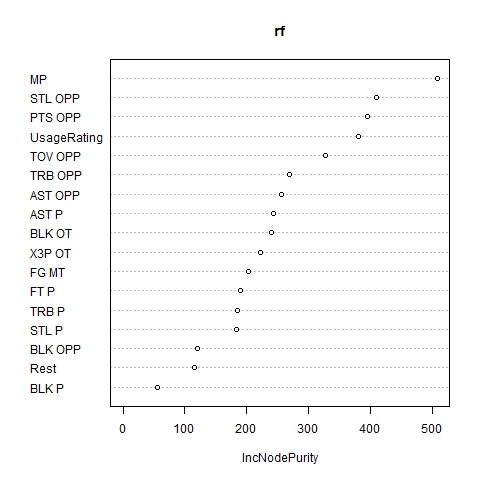 rf
MP
STL OPP
PTS OPP
UsageRating
TOV OPP
TRB OPP
AST OPP
AST P
BLK OT
X3P OT
FG MT
FT P
TRB P
STL P
BLK OPP
Rest
BLK P
0 100 200 300 400 500
IncNodePurity